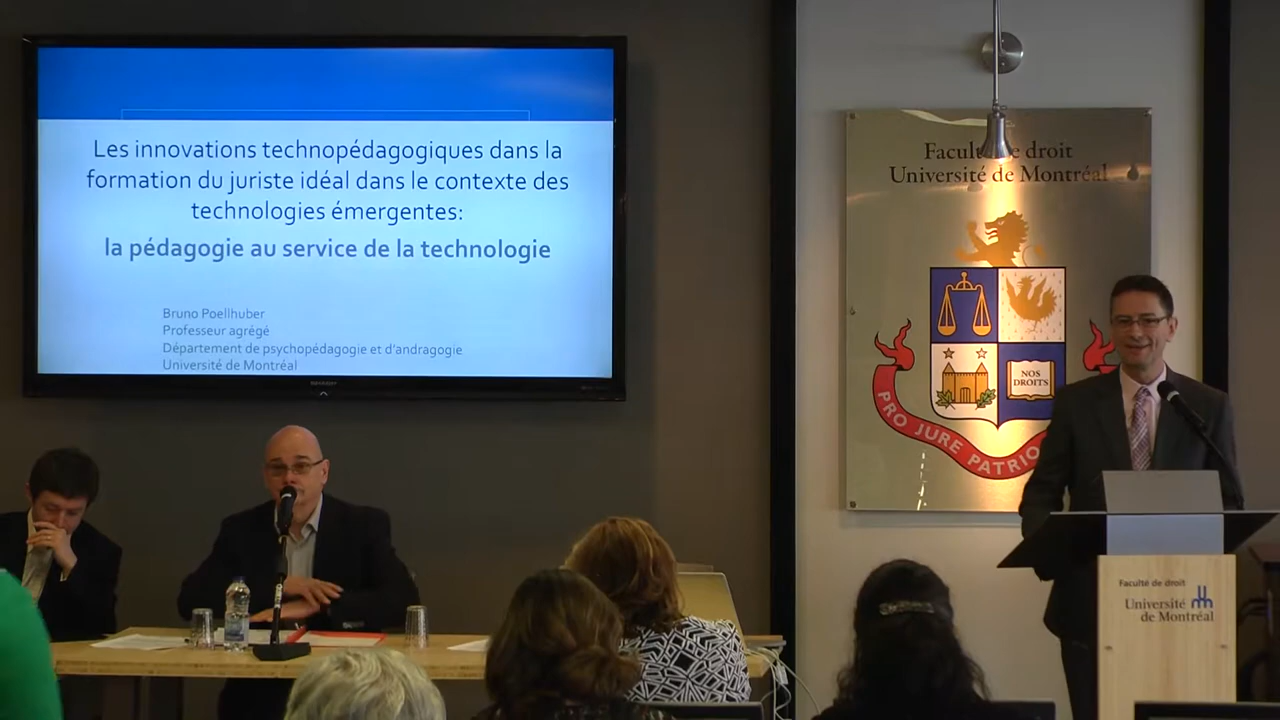 Les innovations technopédagogiques dans la
formation du juriste idéal dans le contexte des
technologies émergentes:
la pédagogie au service de la technologie
Bruno Poellhuber
Professeur agrégé
Département de psychopédagogie et d'andragogie
Université de Montréal
SHARP
Faculté de droit
Université de Montréal
NOS
DROITS
PRO JURE PATRIO
Faculté de droit
Université
de Montréal